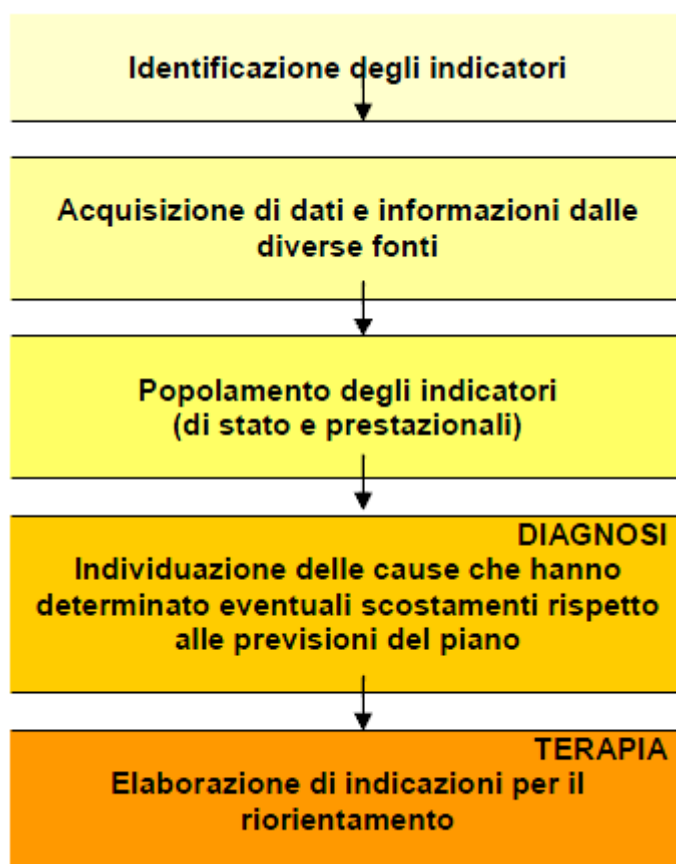 Identificazione degli indicatori
Acquisizione di dati e informazioni dalle
diverse fonti
Popolamento degli indicatori
(di stato e prestazionali)
DIAGNOSI
Individuazione delle cause che hanno
determinato eventuali scostamenti rispetto
alle previsioni del piano
TERAPIA
Elaborazione di indicazioni per il
riorientamento